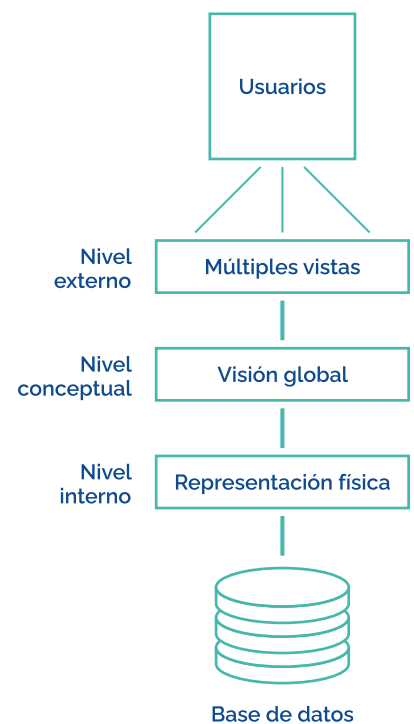 Usuarios
Nivel
externo
Múltiples vistas
Nivel
conceptual
Visión global
Nivel
interno
Representación física
Base de datos